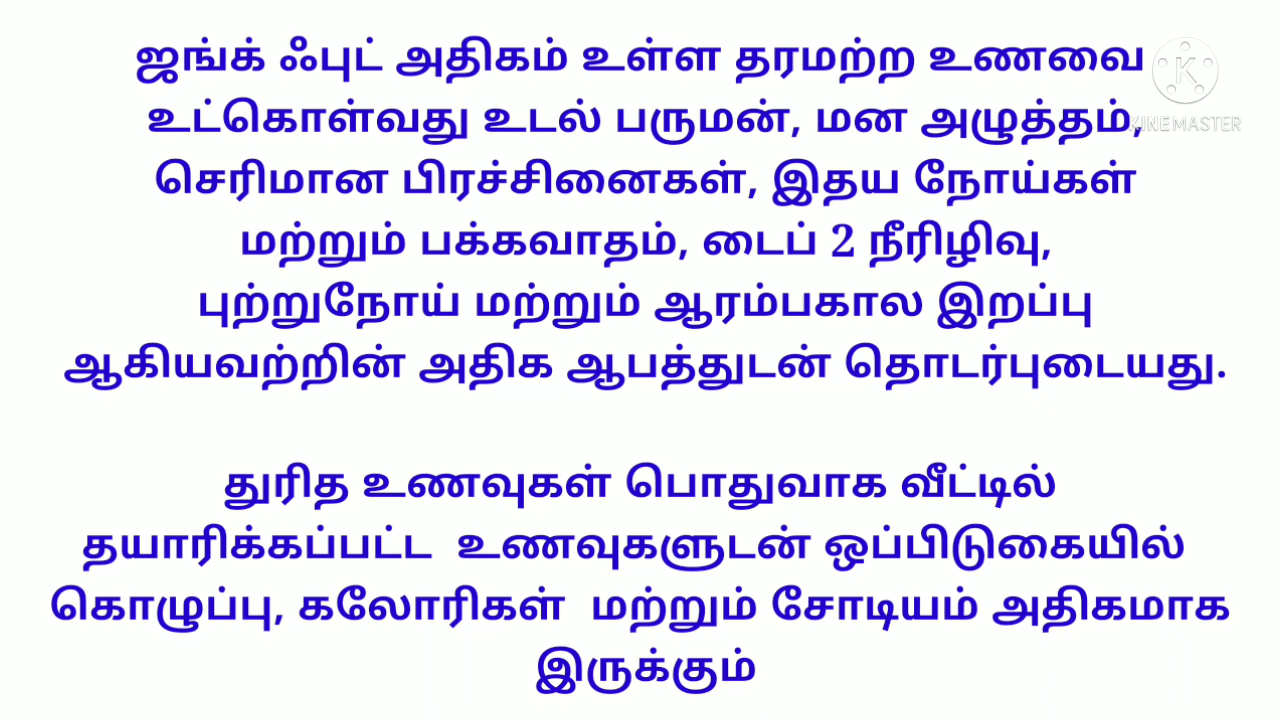 ஜங்க் ஃபுட் அதிகம் உள்ள தரமற்ற உணவை
உட்கொள்வது உடல் பருமன், மன அழுத்தம்,
செரிமான பிரச்சினைகள், இதய நோய்கள்
மற்றும் பக்கவாதம், டைப் 2 நீரிழிவு,
புற்றுநோய் மற்றும் ஆரம்பகால இறப்பு
ஆகியவற்றின் அதிக ஆபத்துடன் தொடர்புடையது.
துரித உணவுகள் பொதுவாக வீட்டில்
தயாரிக்கப்பட்ட உணவுகளுடன் ஒப்பிடுகையில்
கொழுப்பு, கலோரிகள் மற்றும் சோடியம் அதிகமாக
இருக்கும்
K
KINEMASTER